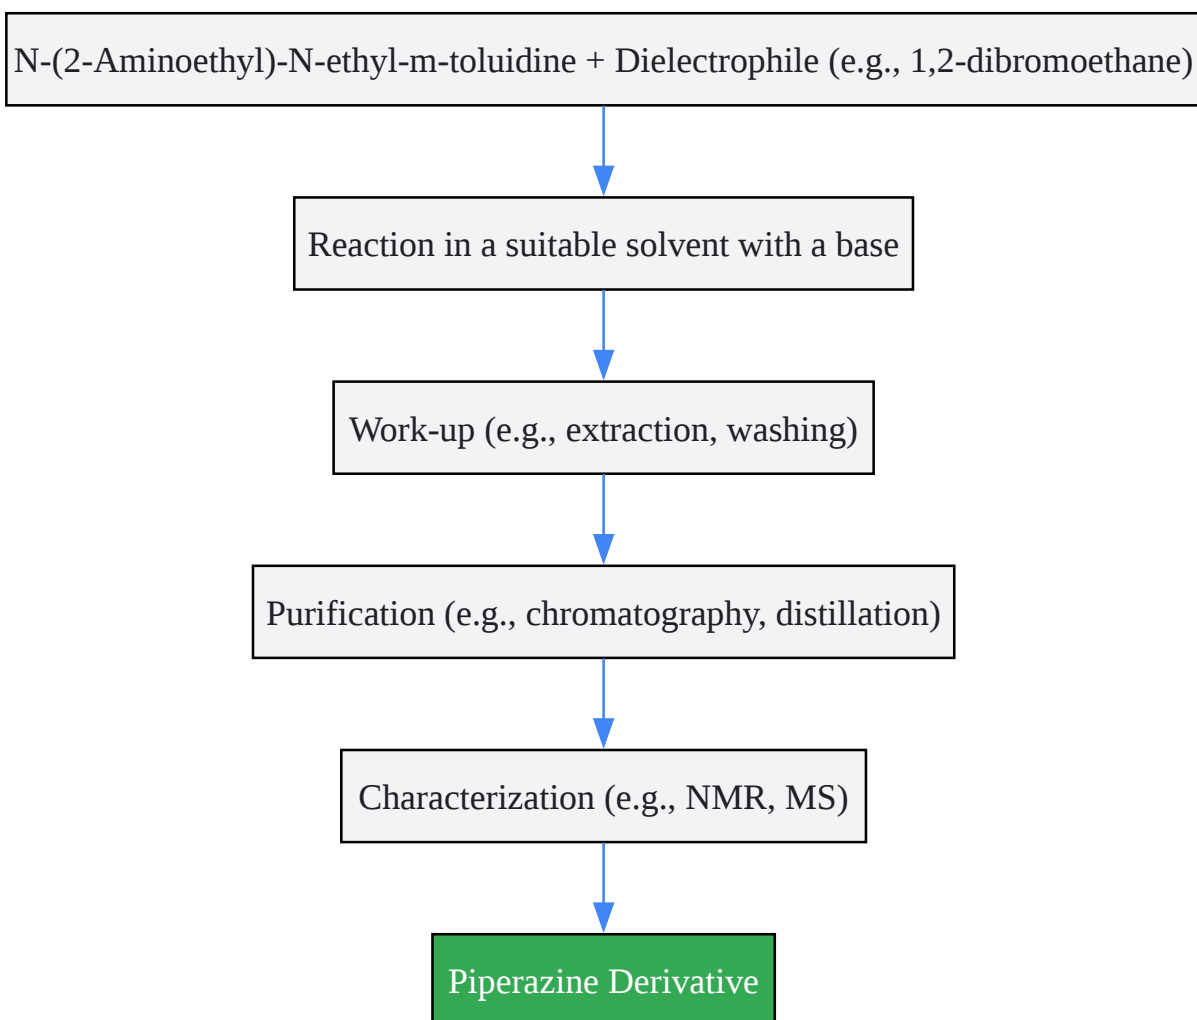 N-(2-Aminoethyl)-N-ethyl-m-toluidine + Dielectrophile (e.g., 1,2-dibromoethane)
Reaction in a suitable solvent with a base
Work-up (e.g., extraction, washing)
Purification (e.g., chromatography, distillation)
Characterization (e.g., NMR, MS)
Piperazine Derivative